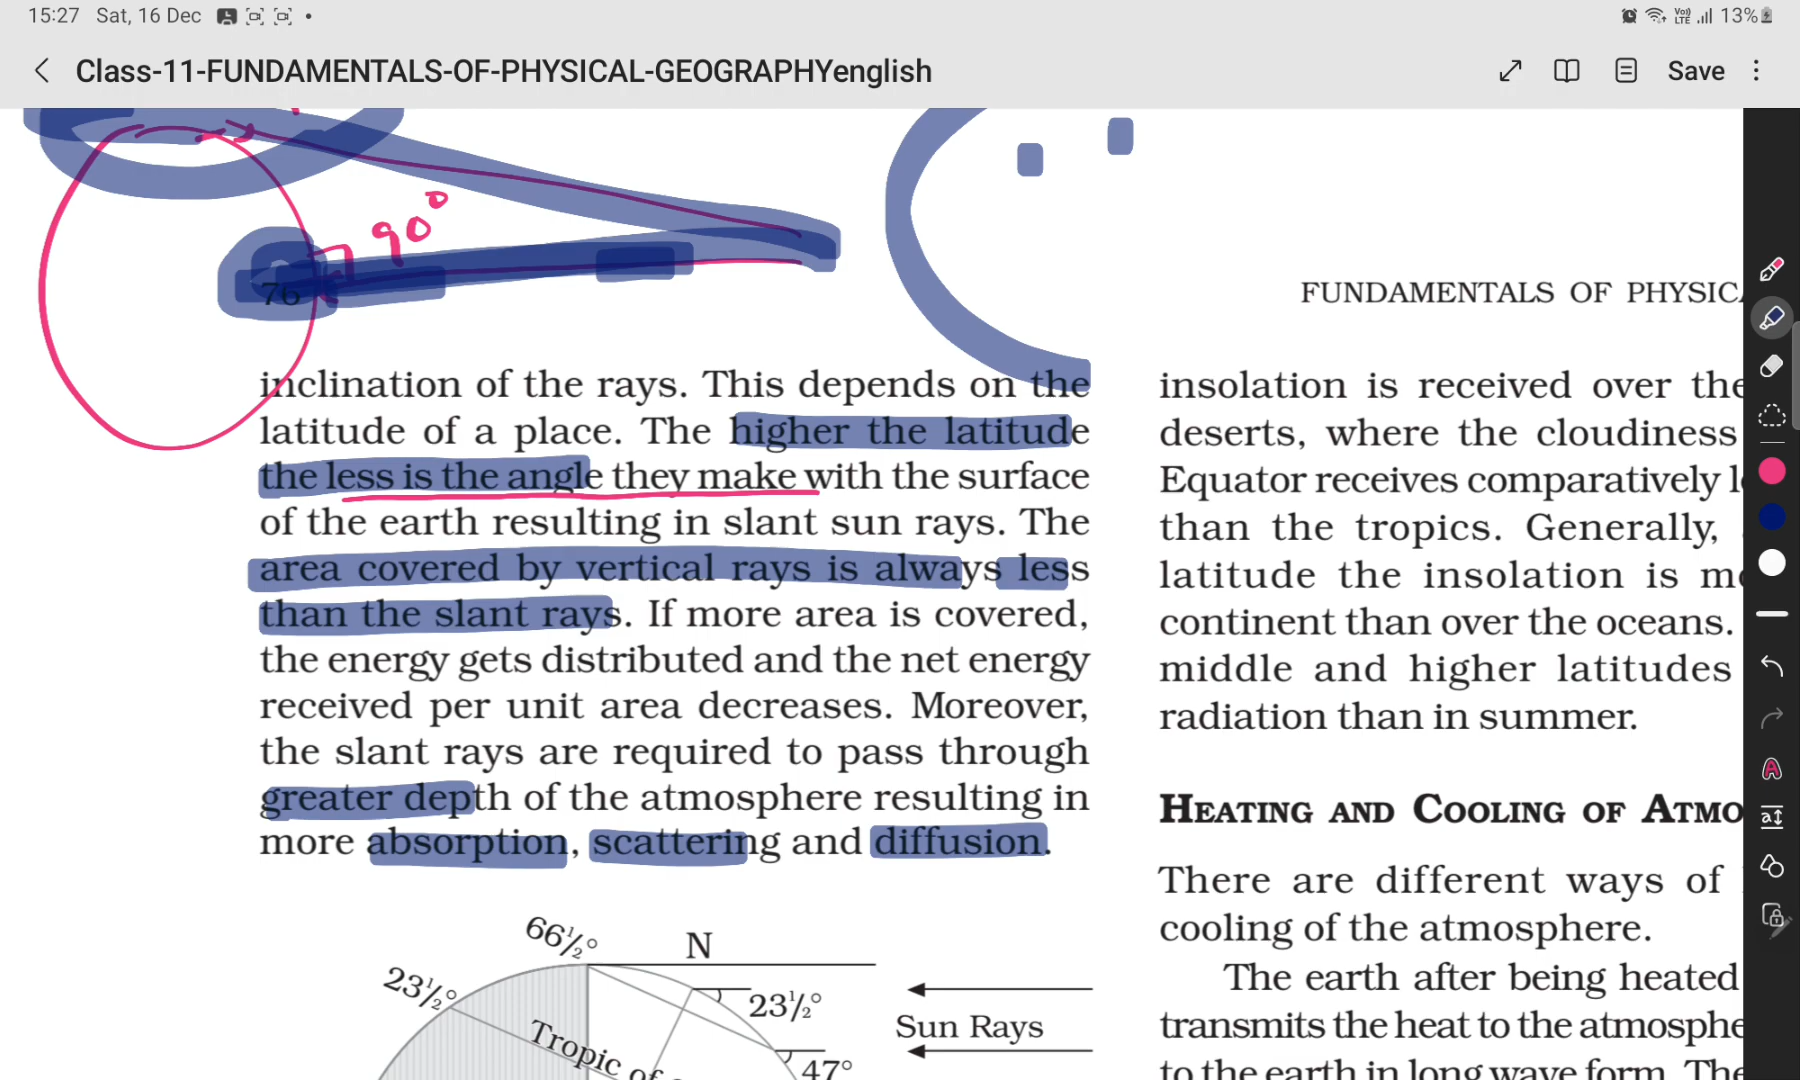 15:27 Sat, 16 Dec
13%
Class-11-FUNDAMENTALS-OF-PHYSICAL-GEOGRAPHYenglish
Save
90°
76
inclination of the rays. This depends on the
latitude of a place. The higher the latitude
the less is the angle they make with the surface
of the earth resulting in slant sun rays. The
area covered by vertical rays is always less
than the slant rays. If more area is covered,
the energy gets distributed and the net energy
received per unit area decreases. Moreover,
the slant rays are required to pass through
greater depth of the atmosphere resulting in
more absorption, scattering and diffusion.
66½°
N
23½°
23½°
Sun Rays
Tropic of
47°
FUNDAMENTALS OF PHYSICA
insolation is received over the
deserts, where the cloudiness
Equator receives comparatively
than the tropics. Generally,
latitude the insolation is
continent than over the oceans.
middle and higher latitudes
radiation than in summer.
HEATING AND COOLING OF ATMO
There are different ways of
cooling of the atmosphere.
The earth after being heated
transmits the heat to the atmosphe
to the earth in long wave form. The